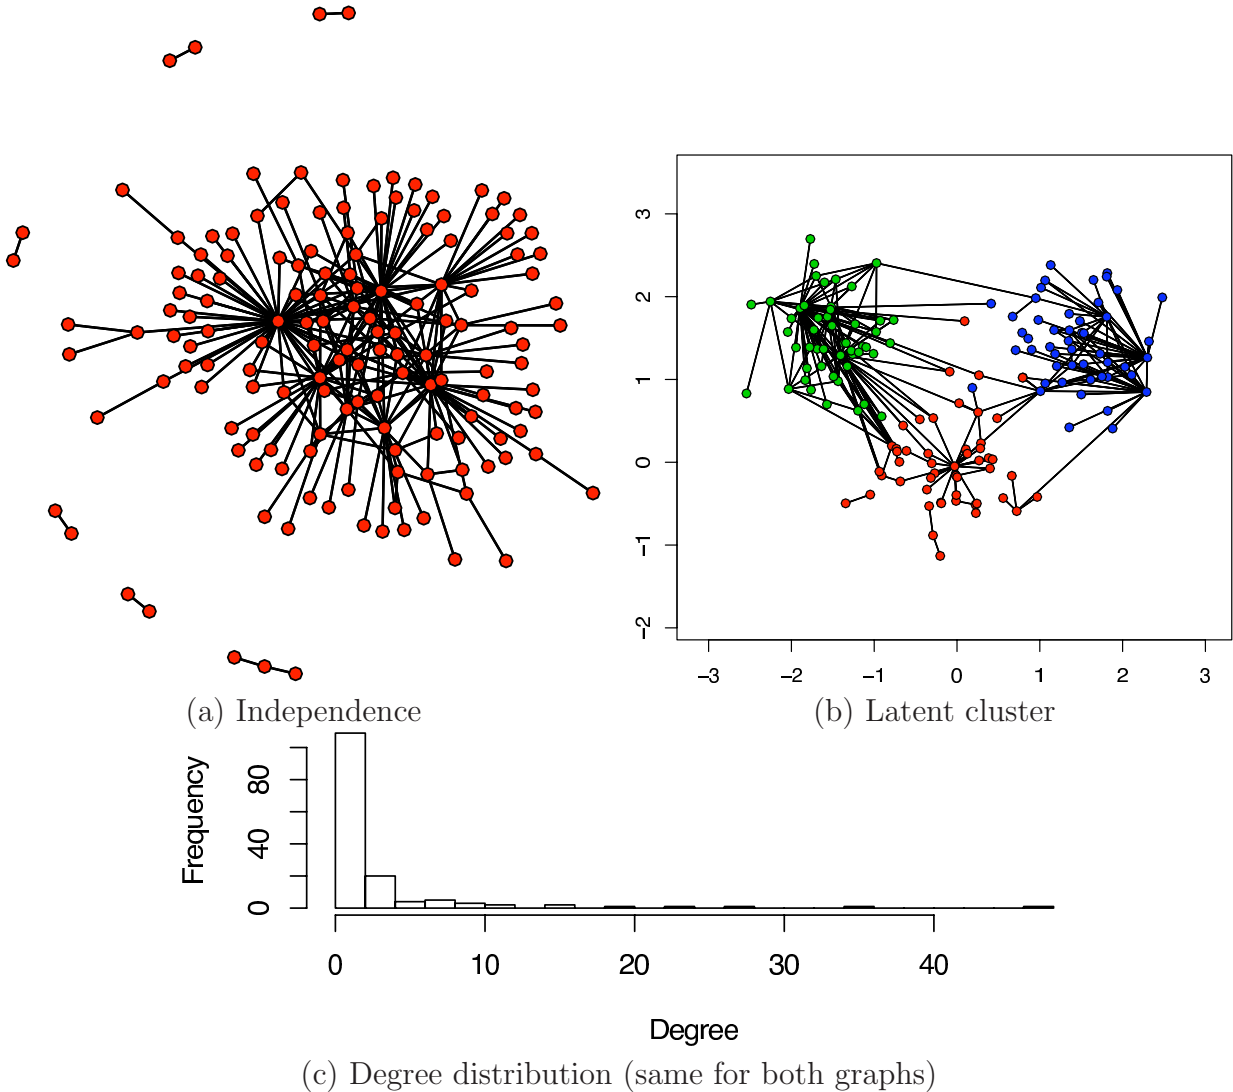 3
2
1
0
−1
−2
−3 −2 −1 0 1 2 3
(a) Independence
(b) Latent cluster
Frequency
80
40
0
0 10 20 30 40
Degree
(c) Degree distribution (same for both graphs)